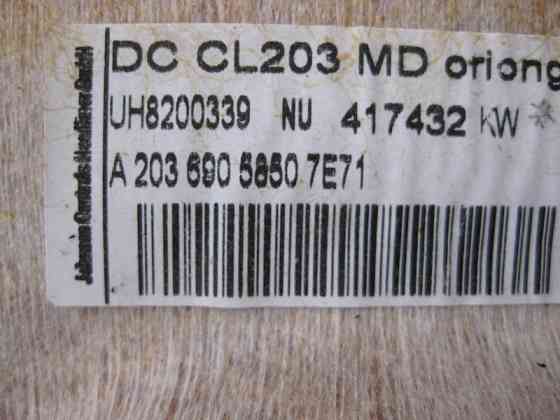 DC CL203 MD oriong
UH8200339 NU 417432 KW *
A 203 690 5850 7E71
Johnson Controls Headliner GmbH